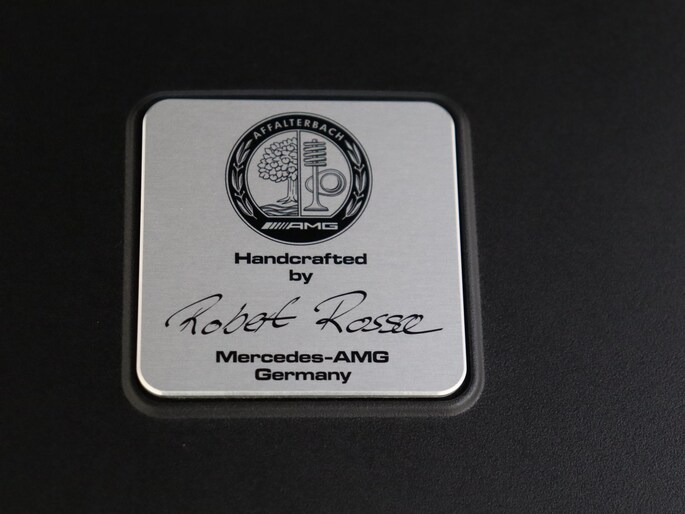 AFFALTERBACH
AMG
Handcrafted
by
Robert Rosse
Mercedes-AMG
Germany